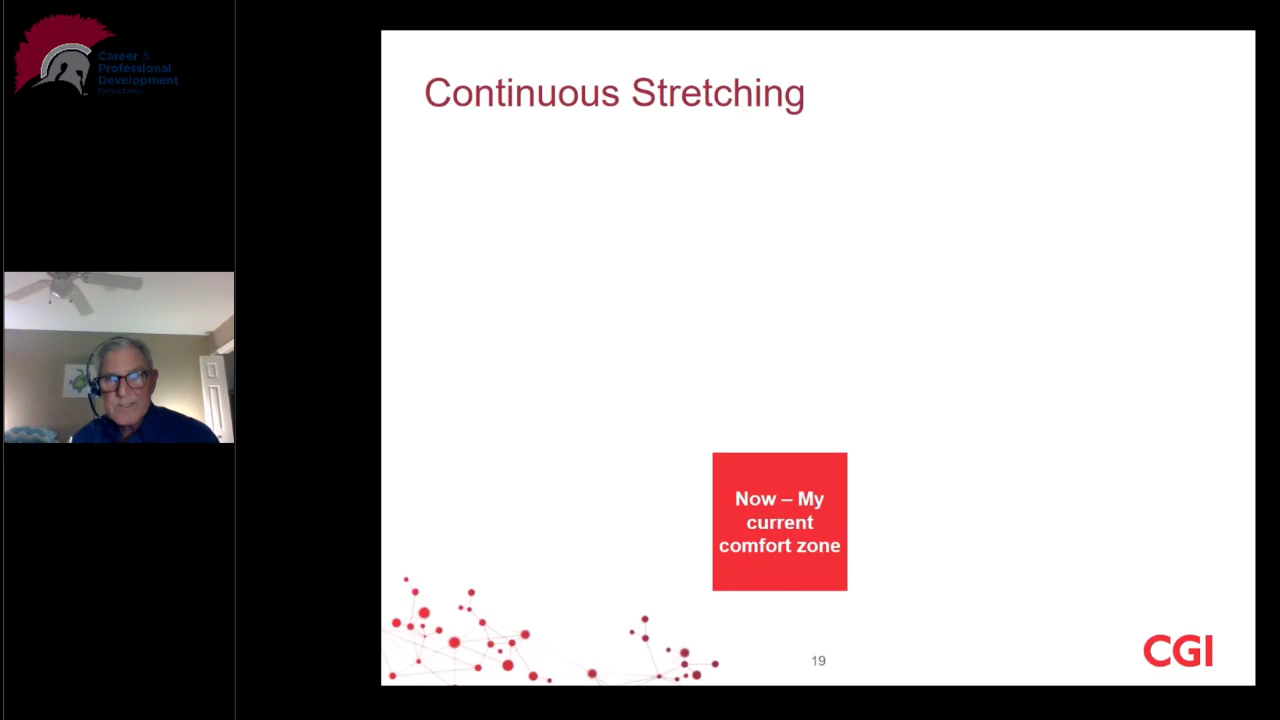 Career &
Professional
Development
Continuous Stretching
Now – My
current
comfort zone
19
CGI